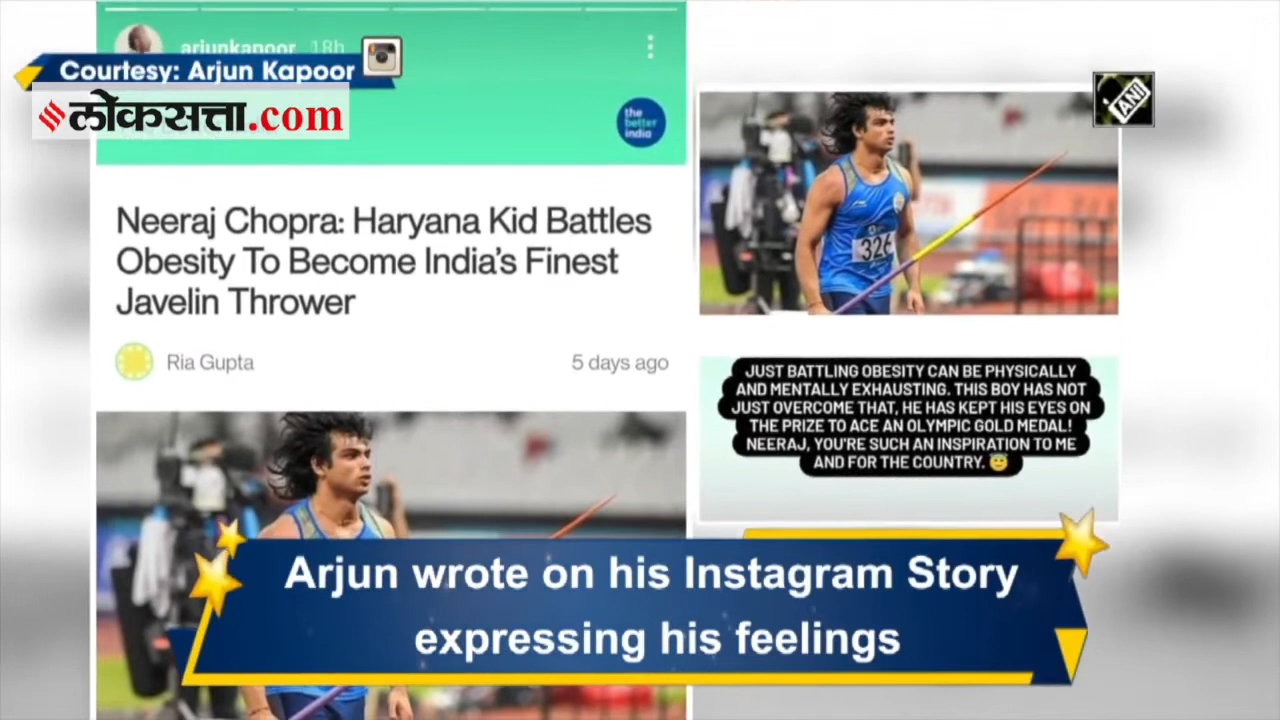 arjunkapoor 18h
Courtesy: Arjun Kapoor
लोकसत्ता.com
the
better
india
ANI
Neeraj Chopra: Haryana Kid Battles
Obesity To Become India's Finest
Javelin Thrower
Ria Gupta
5 days ago
326
JUST BATTLING OBESITY CAN BE PHYSICALLY
AND MENTALLY EXHAUSTING. THIS BOY HAS NOT
JUST OVERCOME THAT, HE HAS KEPT HIS EYES ON
THE PRIZE TO ACE AN OLYMPIC GOLD MEDAL!
NEERAJ, YOU'RE SUCH AN INSPIRATION TO ME
AND FOR THE COUNTRY. 😇
Arjun wrote on his Instagram Story
expressing his feelings